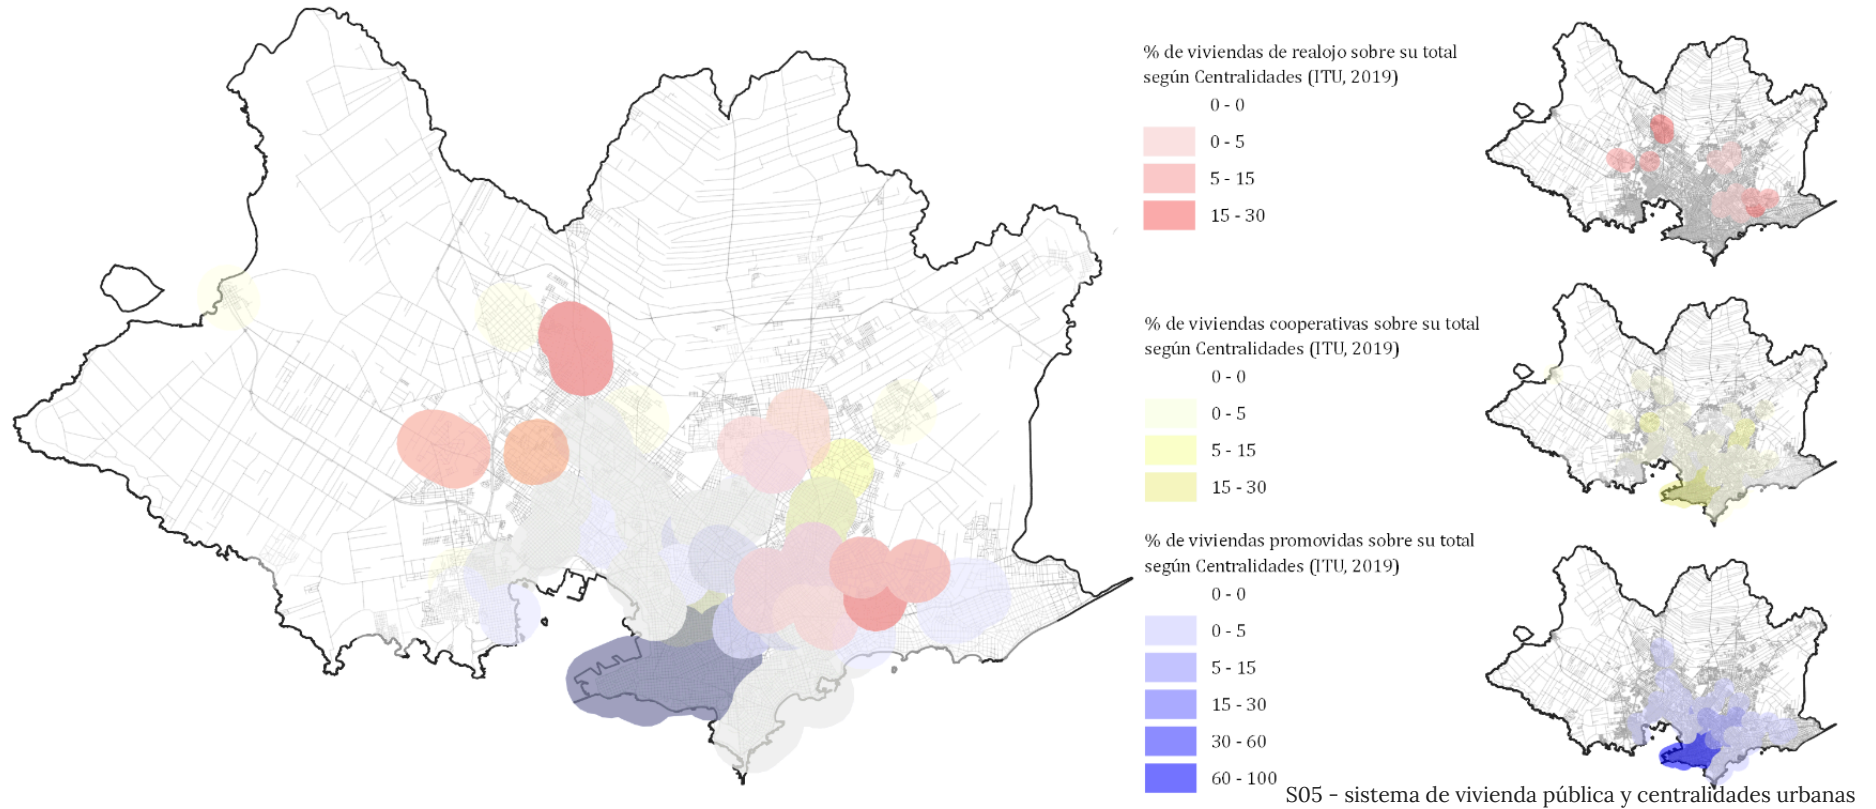 % de viviendas de realojo sobre su total
según Centralidades (ITU, 2019)
0 - 0
0 - 5
5 - 15
15 - 30
% de viviendas cooperativas sobre su total
según Centralidades (ITU, 2019)
0 - 0
0 - 5
5 - 15
15 - 30
% de viviendas promovidas sobre su total
según Centralidades (ITU, 2019)
0 - 0
0 - 5
5 - 15
15 - 30
30 - 60
60 - 100
S05 - sistema de vivienda pública y centralidades urbanas